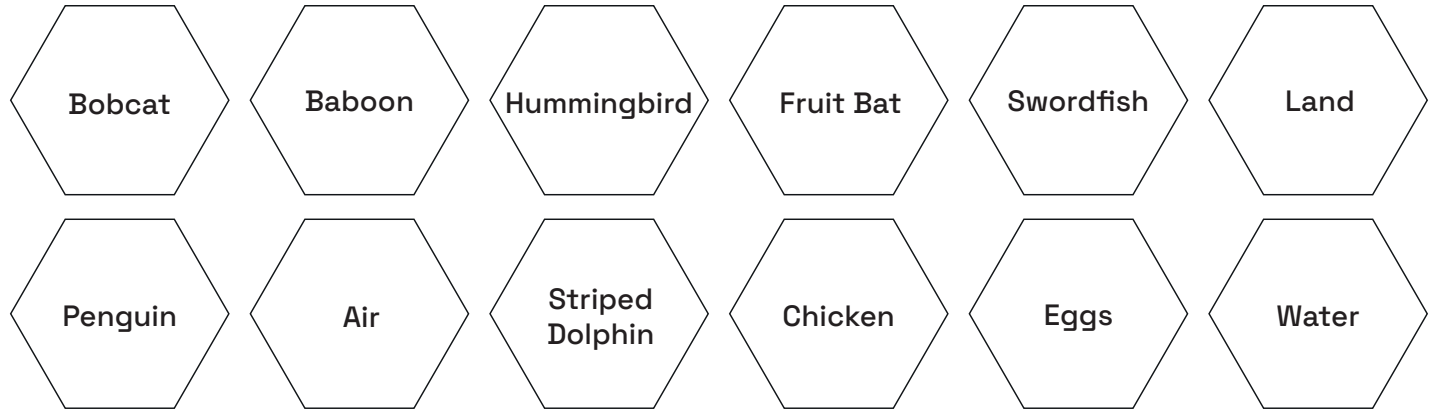 Bobcat
Baboon
Hummingbird
Fruit Bat
Swordfish
Land
Penguin
Air
Striped
Dolphin
Chicken
Eggs
Water